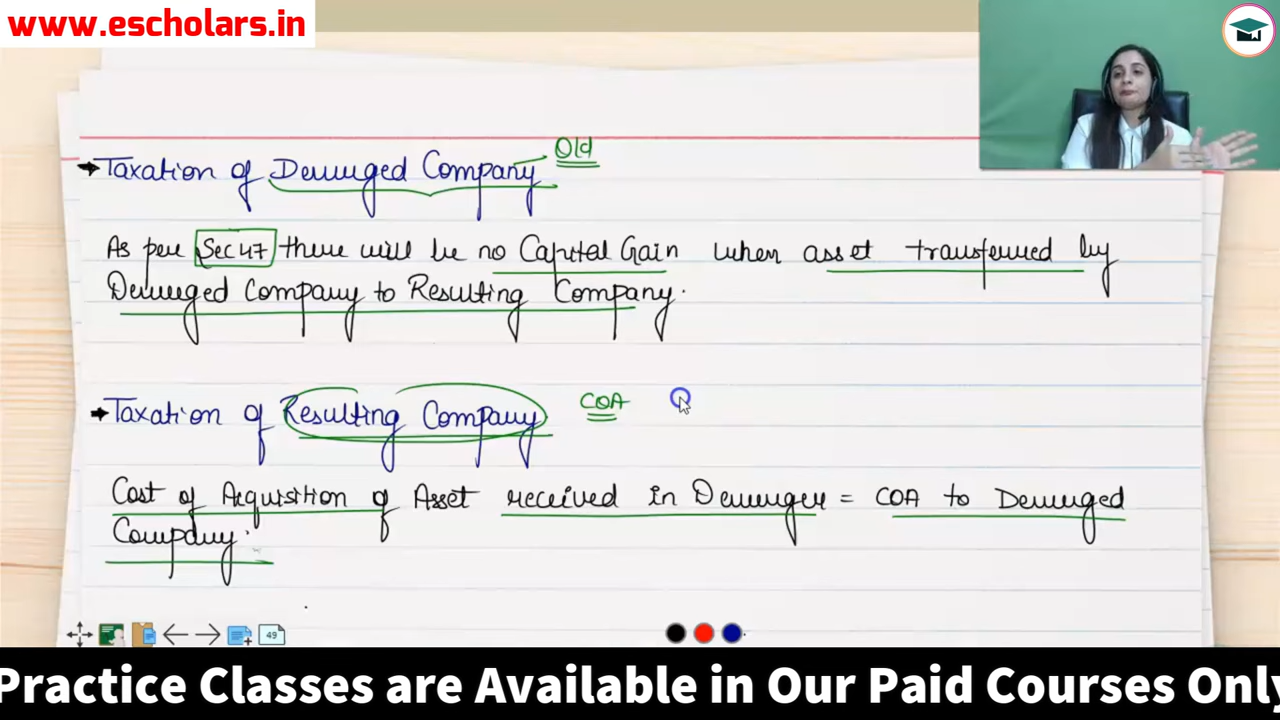 www.escholars.in
Old
→ Taxation of Demerged Company
As per Sec 47 there will be no Capital Gain when asset transferred by
Demerged Company to Resulting Company.
→ Taxation of Resulting Company COA
Cost of Acquisition of Asset received in Demerger = COA to Demerged
Company.
49
Practice Classes are Available in Our Paid Courses Only